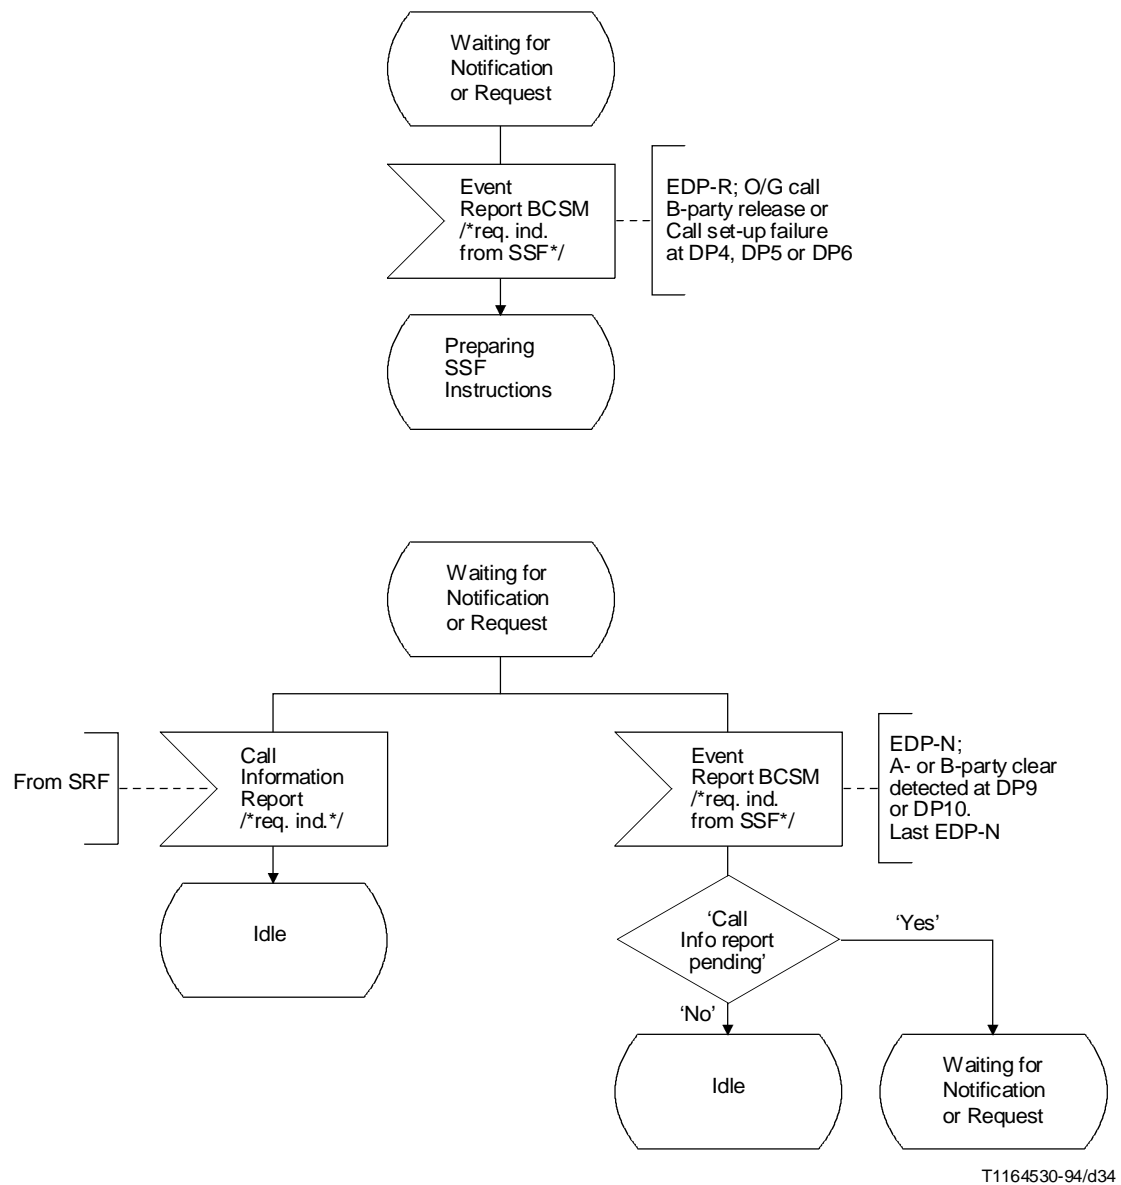 Waiting for
Notification
or Request
Event
Report BCSM
/*req. ind.
from SSF*/
EDP-R; O/G call
B-party release or
Call set-up failure
at DP4, DP5 or DP6
Preparing
SSF
Instructions
Waiting for
Notification
or Request
From SRF
Call
Information
Report
/*req. ind.*/
Event
Report BCSM
/*req. ind.
from SSF*/
EDP-N;
A- or B-party clear
detected at DP9
or DP10.
Last EDP-N
Idle
‘Call
Info report
pending’
‘Yes’
‘No’
Idle
Waiting for
Notification
or Request
T1164530-94/d34